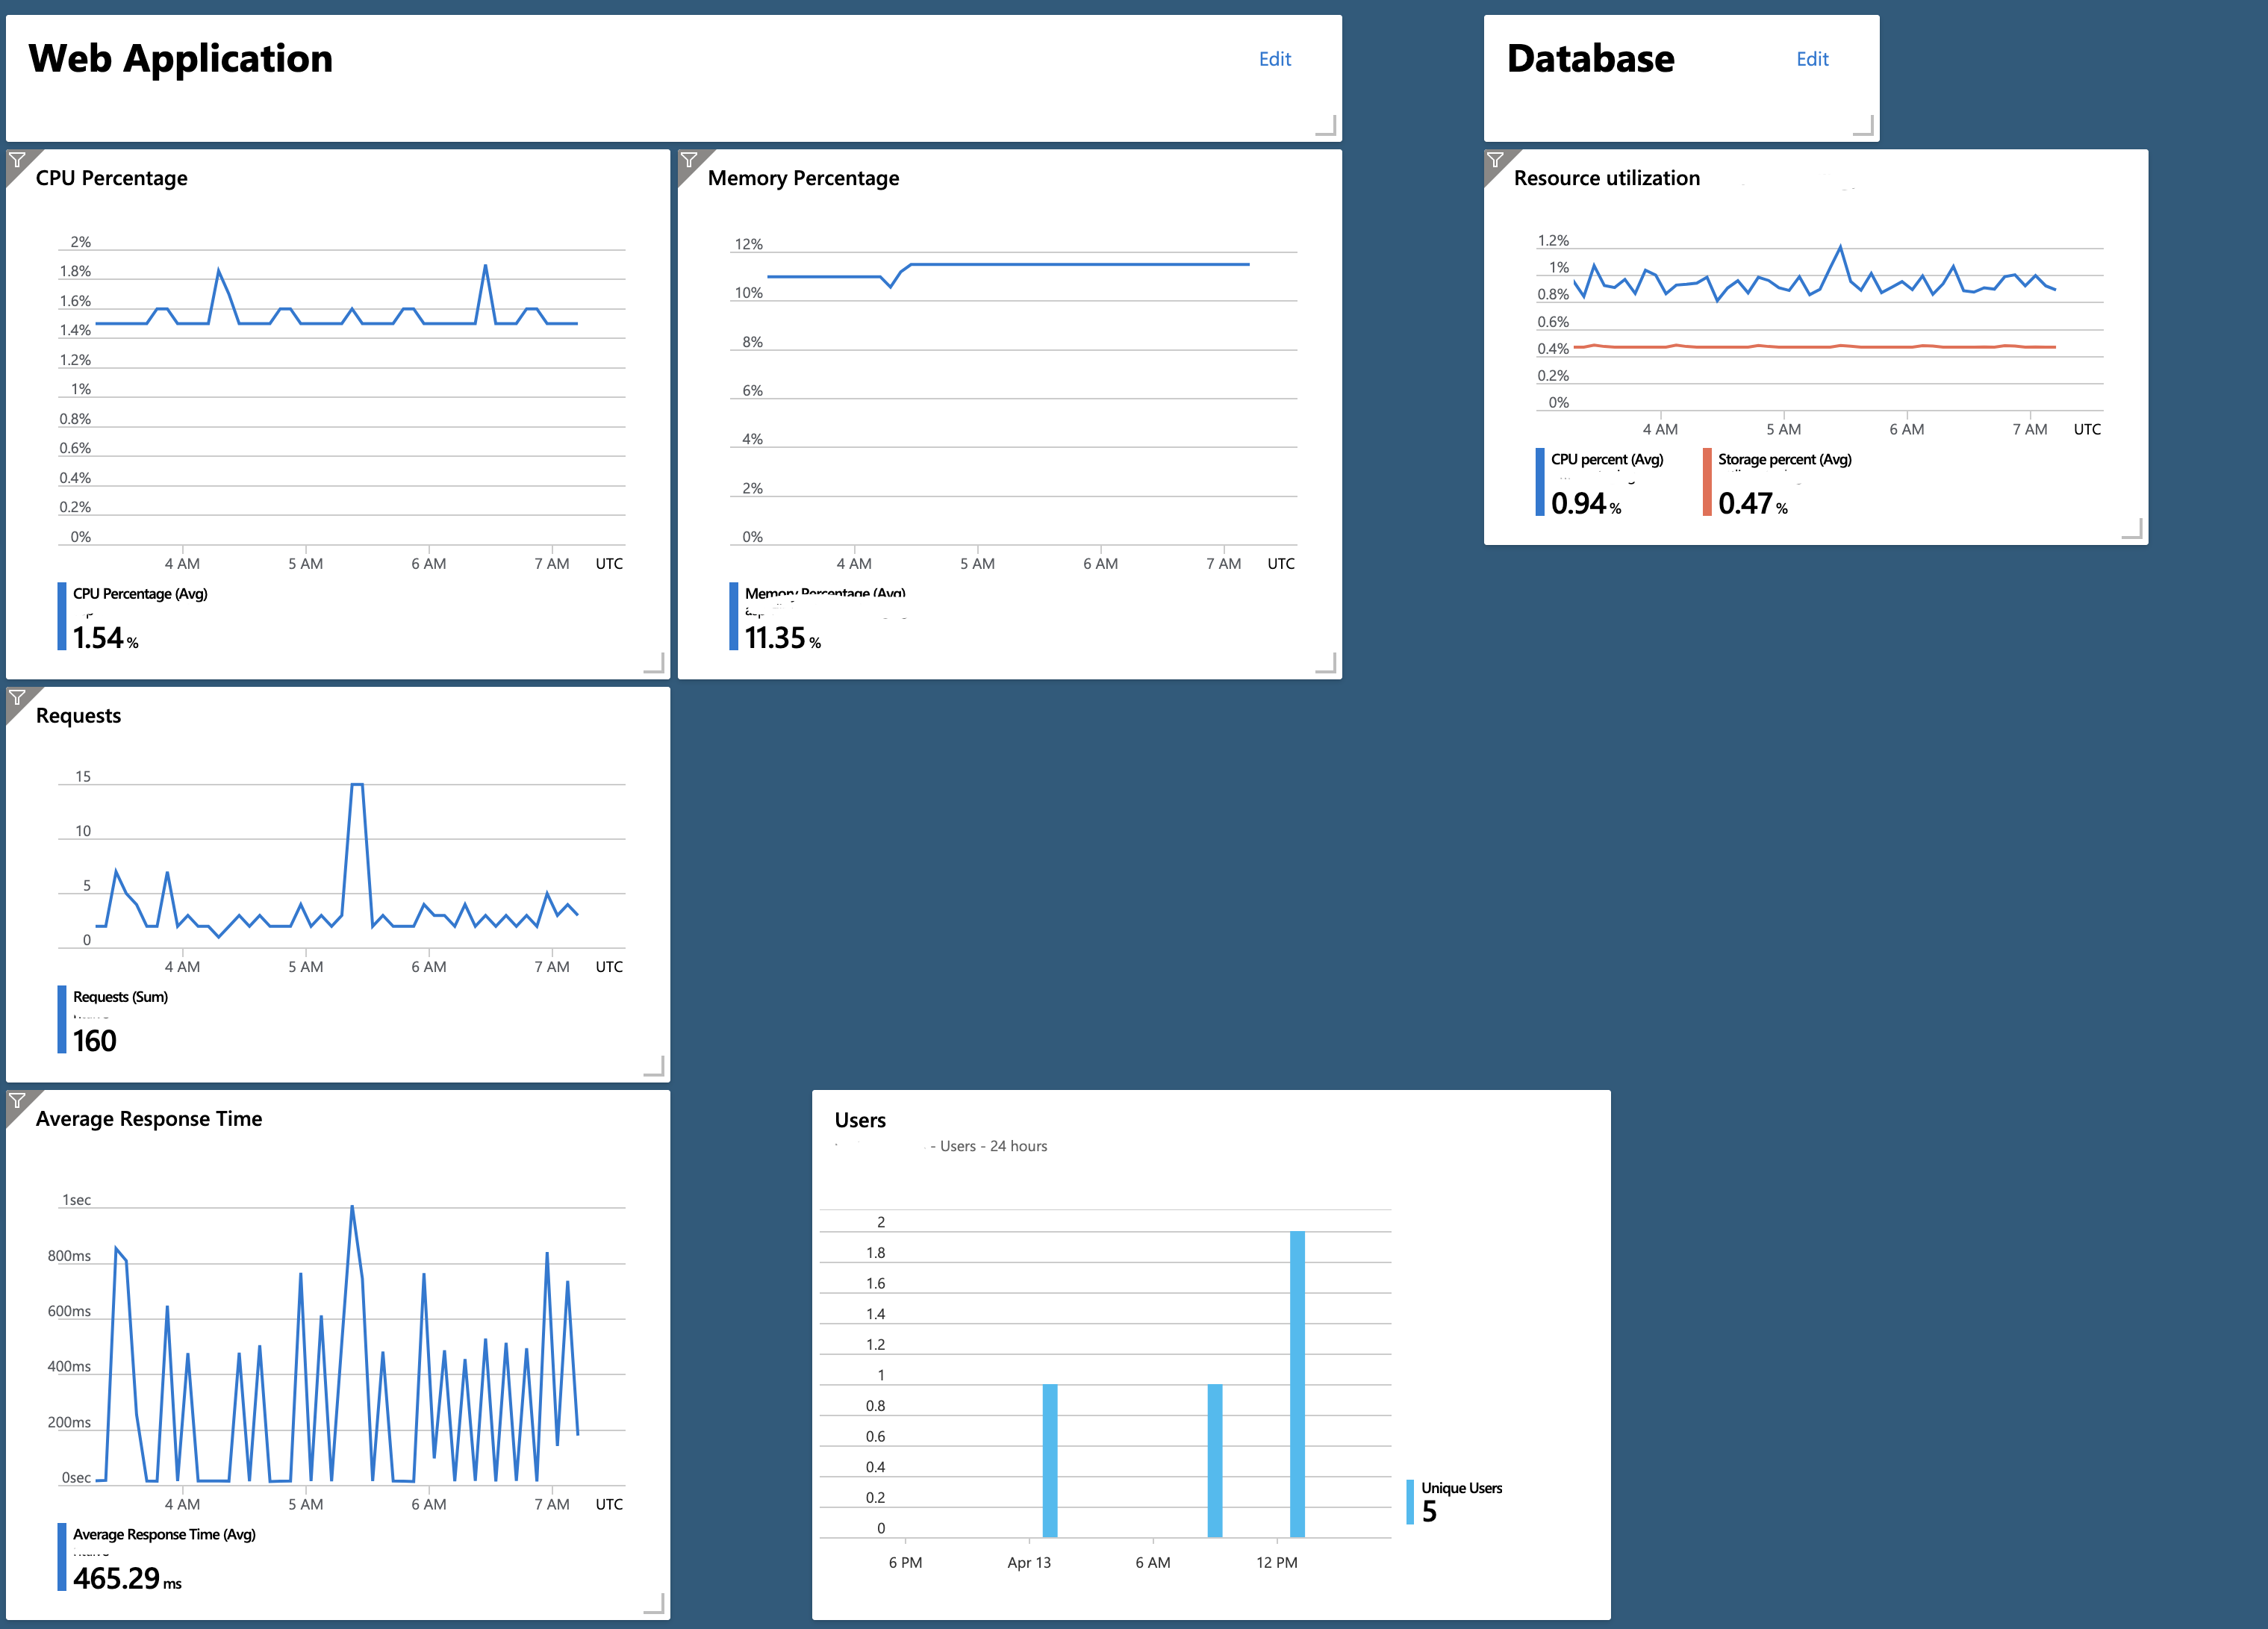 Web Application
Edit
Database
Edit
CPU Percentage
2%
1.8%
1.6%
1.4%
1.2%
1%
0.8%
0.6%
0.4%
0.2%
0%
4 AM 5 AM 6 AM 7 AM UTC
CPU Percentage (Avg)
1.54 %
Memory Percentage
12%
10%
8%
6%
4%
2%
0%
4 AM 5 AM 6 AM 7 AM UTC
Memory Percentage (Avg)
11.35 %
Resource utilization
1.2%
1%
0.8%
0.6%
0.4%
0.2%
0%
4 AM 5 AM 6 AM 7 AM UTC
CPU percent (Avg)
0.94 %
Storage percent (Avg)
0.47 %
Requests
15
10
5
0
4 AM 5 AM 6 AM 7 AM UTC
Requests (Sum)
160
Average Response Time
1sec
800ms
600ms
400ms
200ms
0sec
4 AM 5 AM 6 AM 7 AM UTC
Average Response Time (Avg)
465.29 ms
Users
- Users - 24 hours
2
1.8
1.6
1.4
1.2
1
0.8
0.6
0.4
0.2
0
6 PM Apr 13 6 AM 12 PM
Unique Users
5